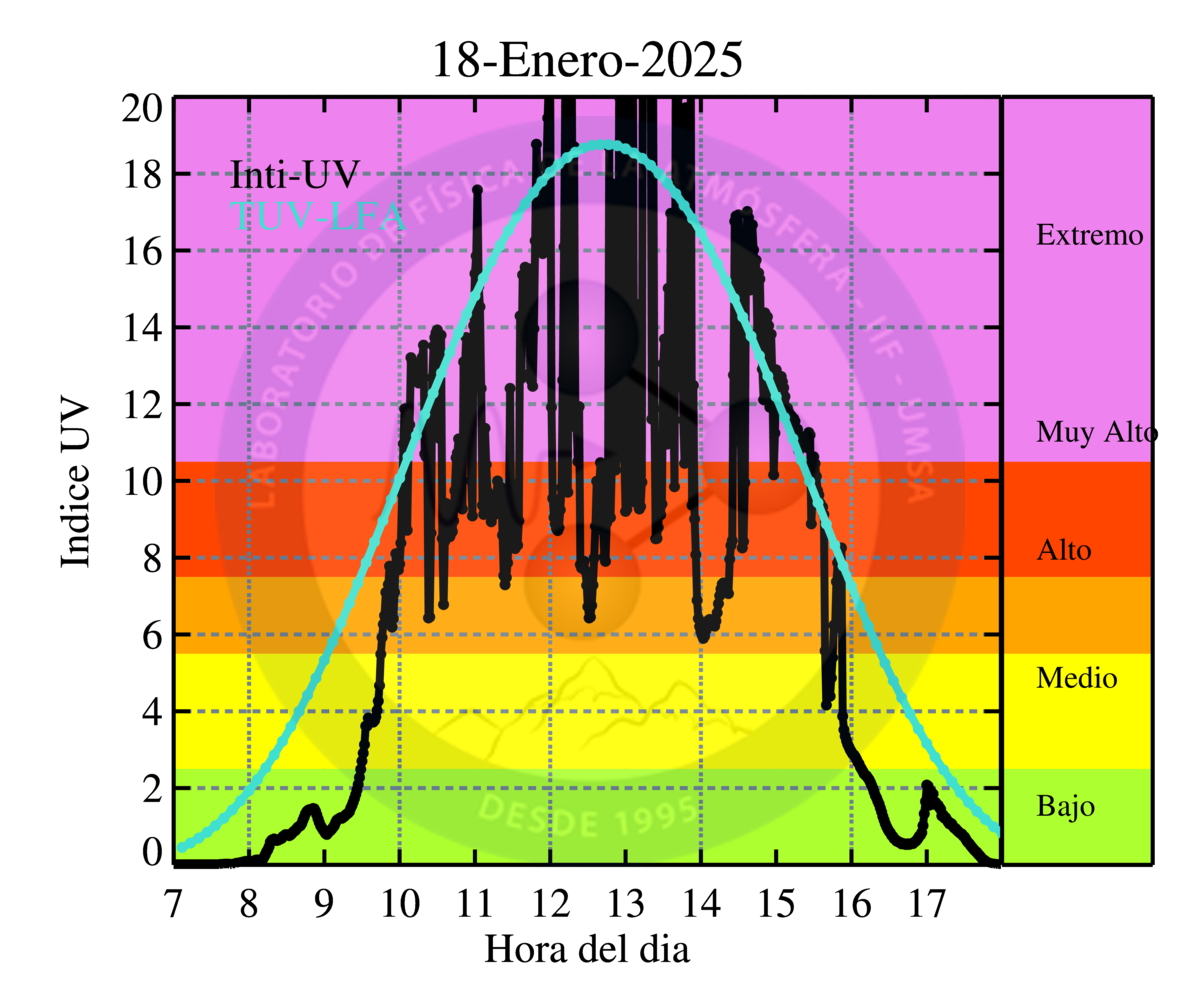 18-Enero-2025
20
18
16
14
12
10
8
6
4
2
0
Indice UV
Inti-UV
TUV-LFA
LABORATORIO DE FÍSICA DE LA ATMÓSFERA - IIF - UMSA
DESDE 1995
Extremo
Muy Alto
Alto
Medio
Bajo
7 8 9 10 11 12 13 14 15 16 17
Hora del dia